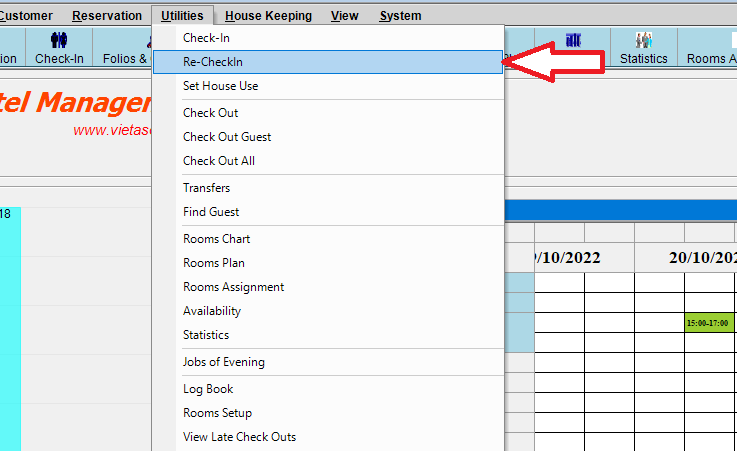 Customer Reservation Utilities House Keeping View System
Check-In Folios & Statistics Rooms A
Check-In
Re-CheckIn
Set House Use
Check Out
Check Out Guest
Check Out All
Transfers
Find Guest
Rooms Chart
Rooms Plan
Rooms Assignment
Availability
Statistics
Jobs of Evening
Log Book
Rooms Setup
View Late Check Outs
tel Manage
www.vietas
18
/10/2022 20/10/202
15:00-17:00